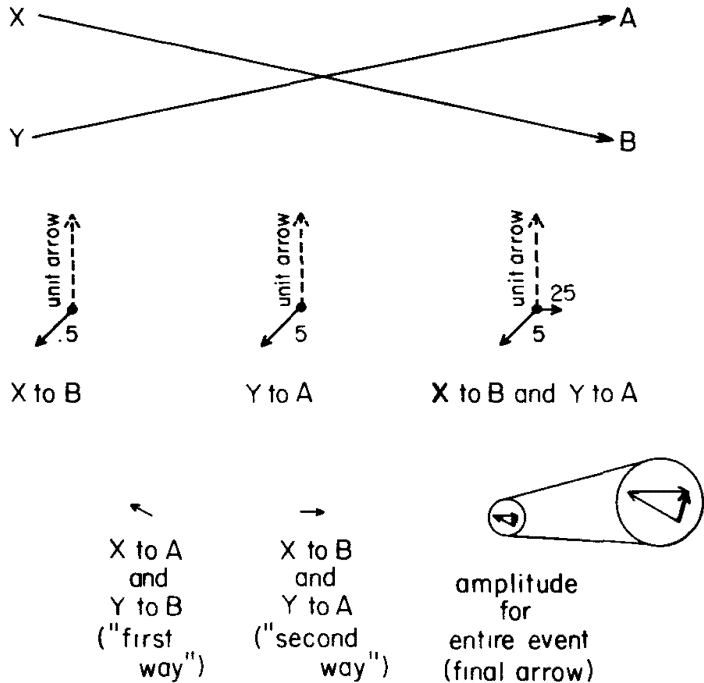 X
A
Y
B
unit arrow
.5
unit arrow
5
unit arrow
25
5
X to B
Y to A
X to B and Y to A
X to A
and
Y to B
("first
way")
X to B
and
Y to A
("second
way")
amplitude
for
entire event
(final arrow)